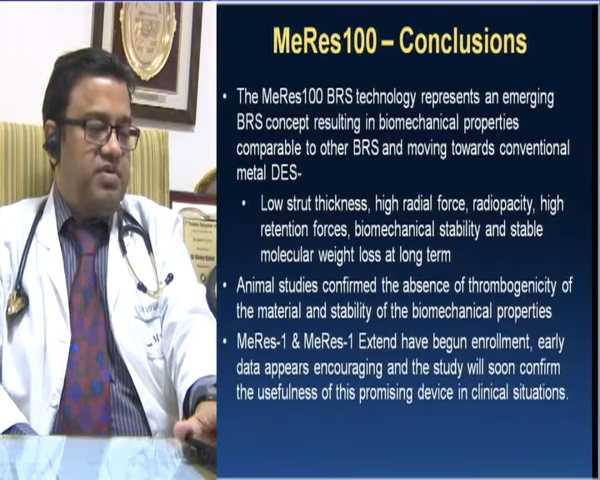 MeRes100 – Conclusions
• The MeRes100 BRS technology represents an emerging
BRS concept resulting in biomechanical properties
comparable to other BRS and moving towards conventional
metal DES-
• Low strut thickness, high radial force, radiopacity, high
retention forces, biomechanical stability and stable
molecular weight loss at long term
• Animal studies confirmed the absence of thrombogenicity of
the material and stability of the biomechanical properties
• MeRes-1 & MeRes-1 Extend have begun enrollment, early
data appears encouraging and the study will soon confirm
the usefulness of this promising device in clinical situations.